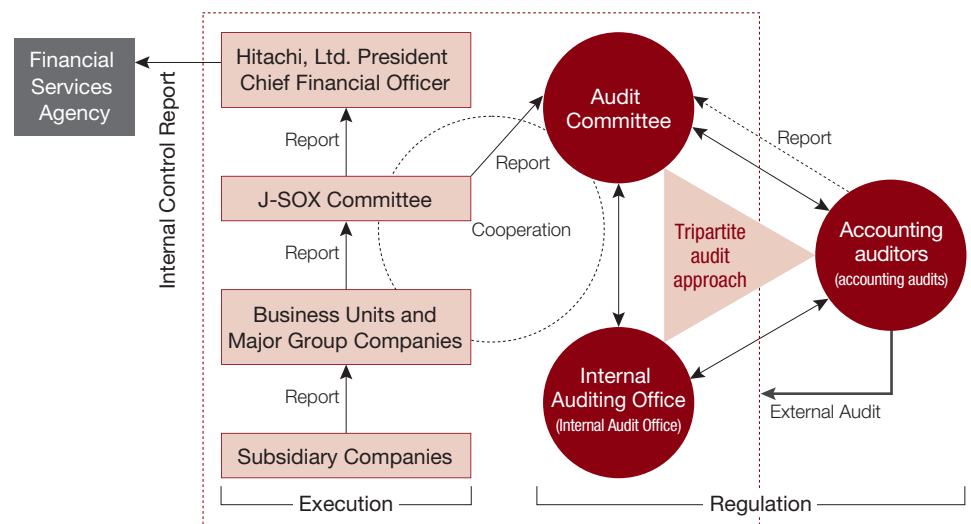 Financial
Services
Agency
Internal Control Report
Hitachi, Ltd. President
Chief Financial Officer
Report
J-SOX Committee
Report
Business Units and
Major Group Companies
Report
Subsidiary Companies
Execution
Report
Cooperation
Audit
Committee
Tripartite
audit
approach
Internal
Auditing Office
(Internal Audit Office)
Report
Accounting
auditors
(accounting audits)
External Audit
Regulation